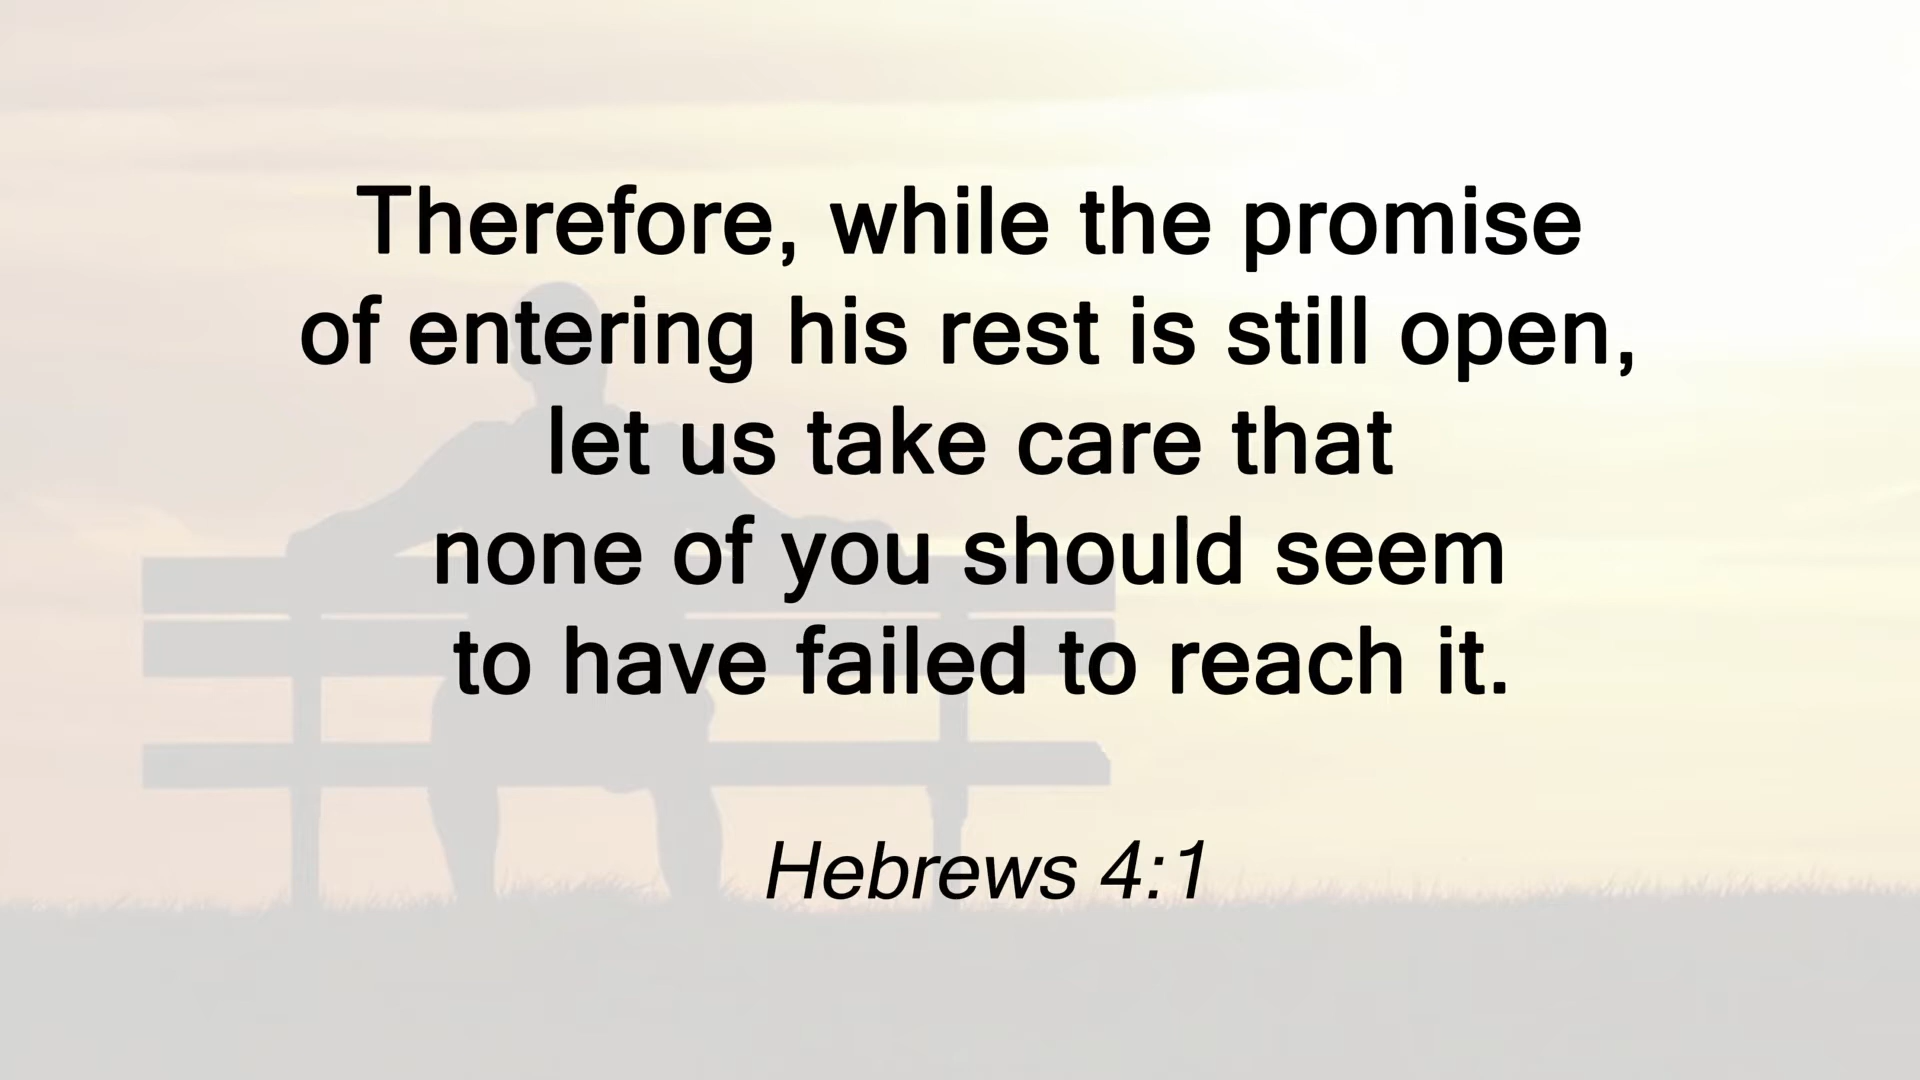 Therefore, while the promise
of entering his rest is still open,
let us take care that
none of you should seem
to have failed to reach it.
Hebrews 4:1